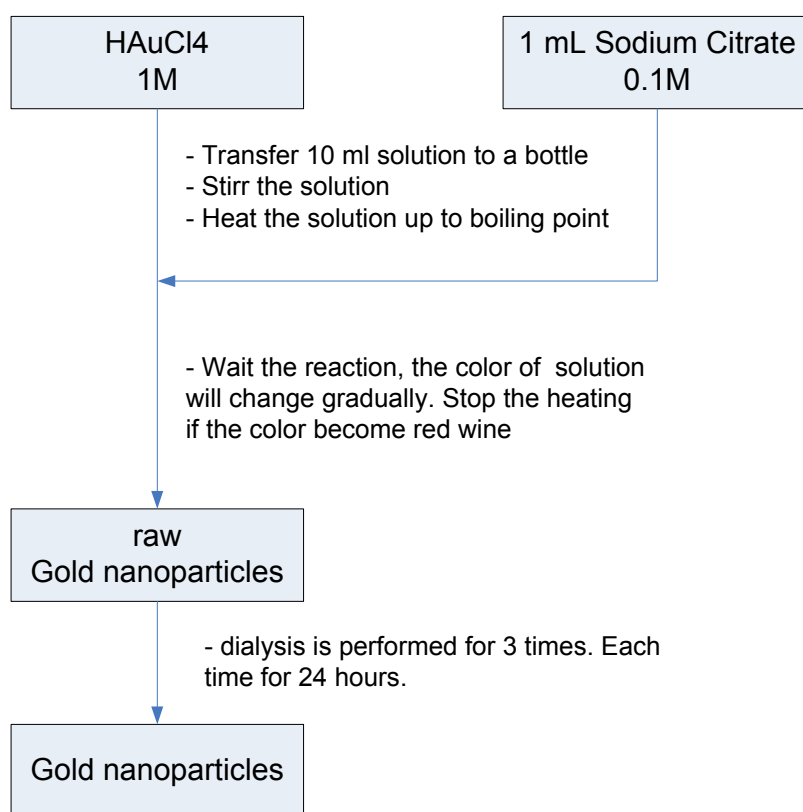 HAuCl4
1M
1 mL Sodium Citrate
0.1M
- Transfer 10 ml solution to a bottle
- Stirr the solution
- Heat the solution up to boiling point
- Wait the reaction, the color of  solution
will change gradually. Stop the heating
if the color become red wine
raw
Gold nanoparticles
- dialysis is performed for 3 times. Each
time for 24 hours.
Gold nanoparticles